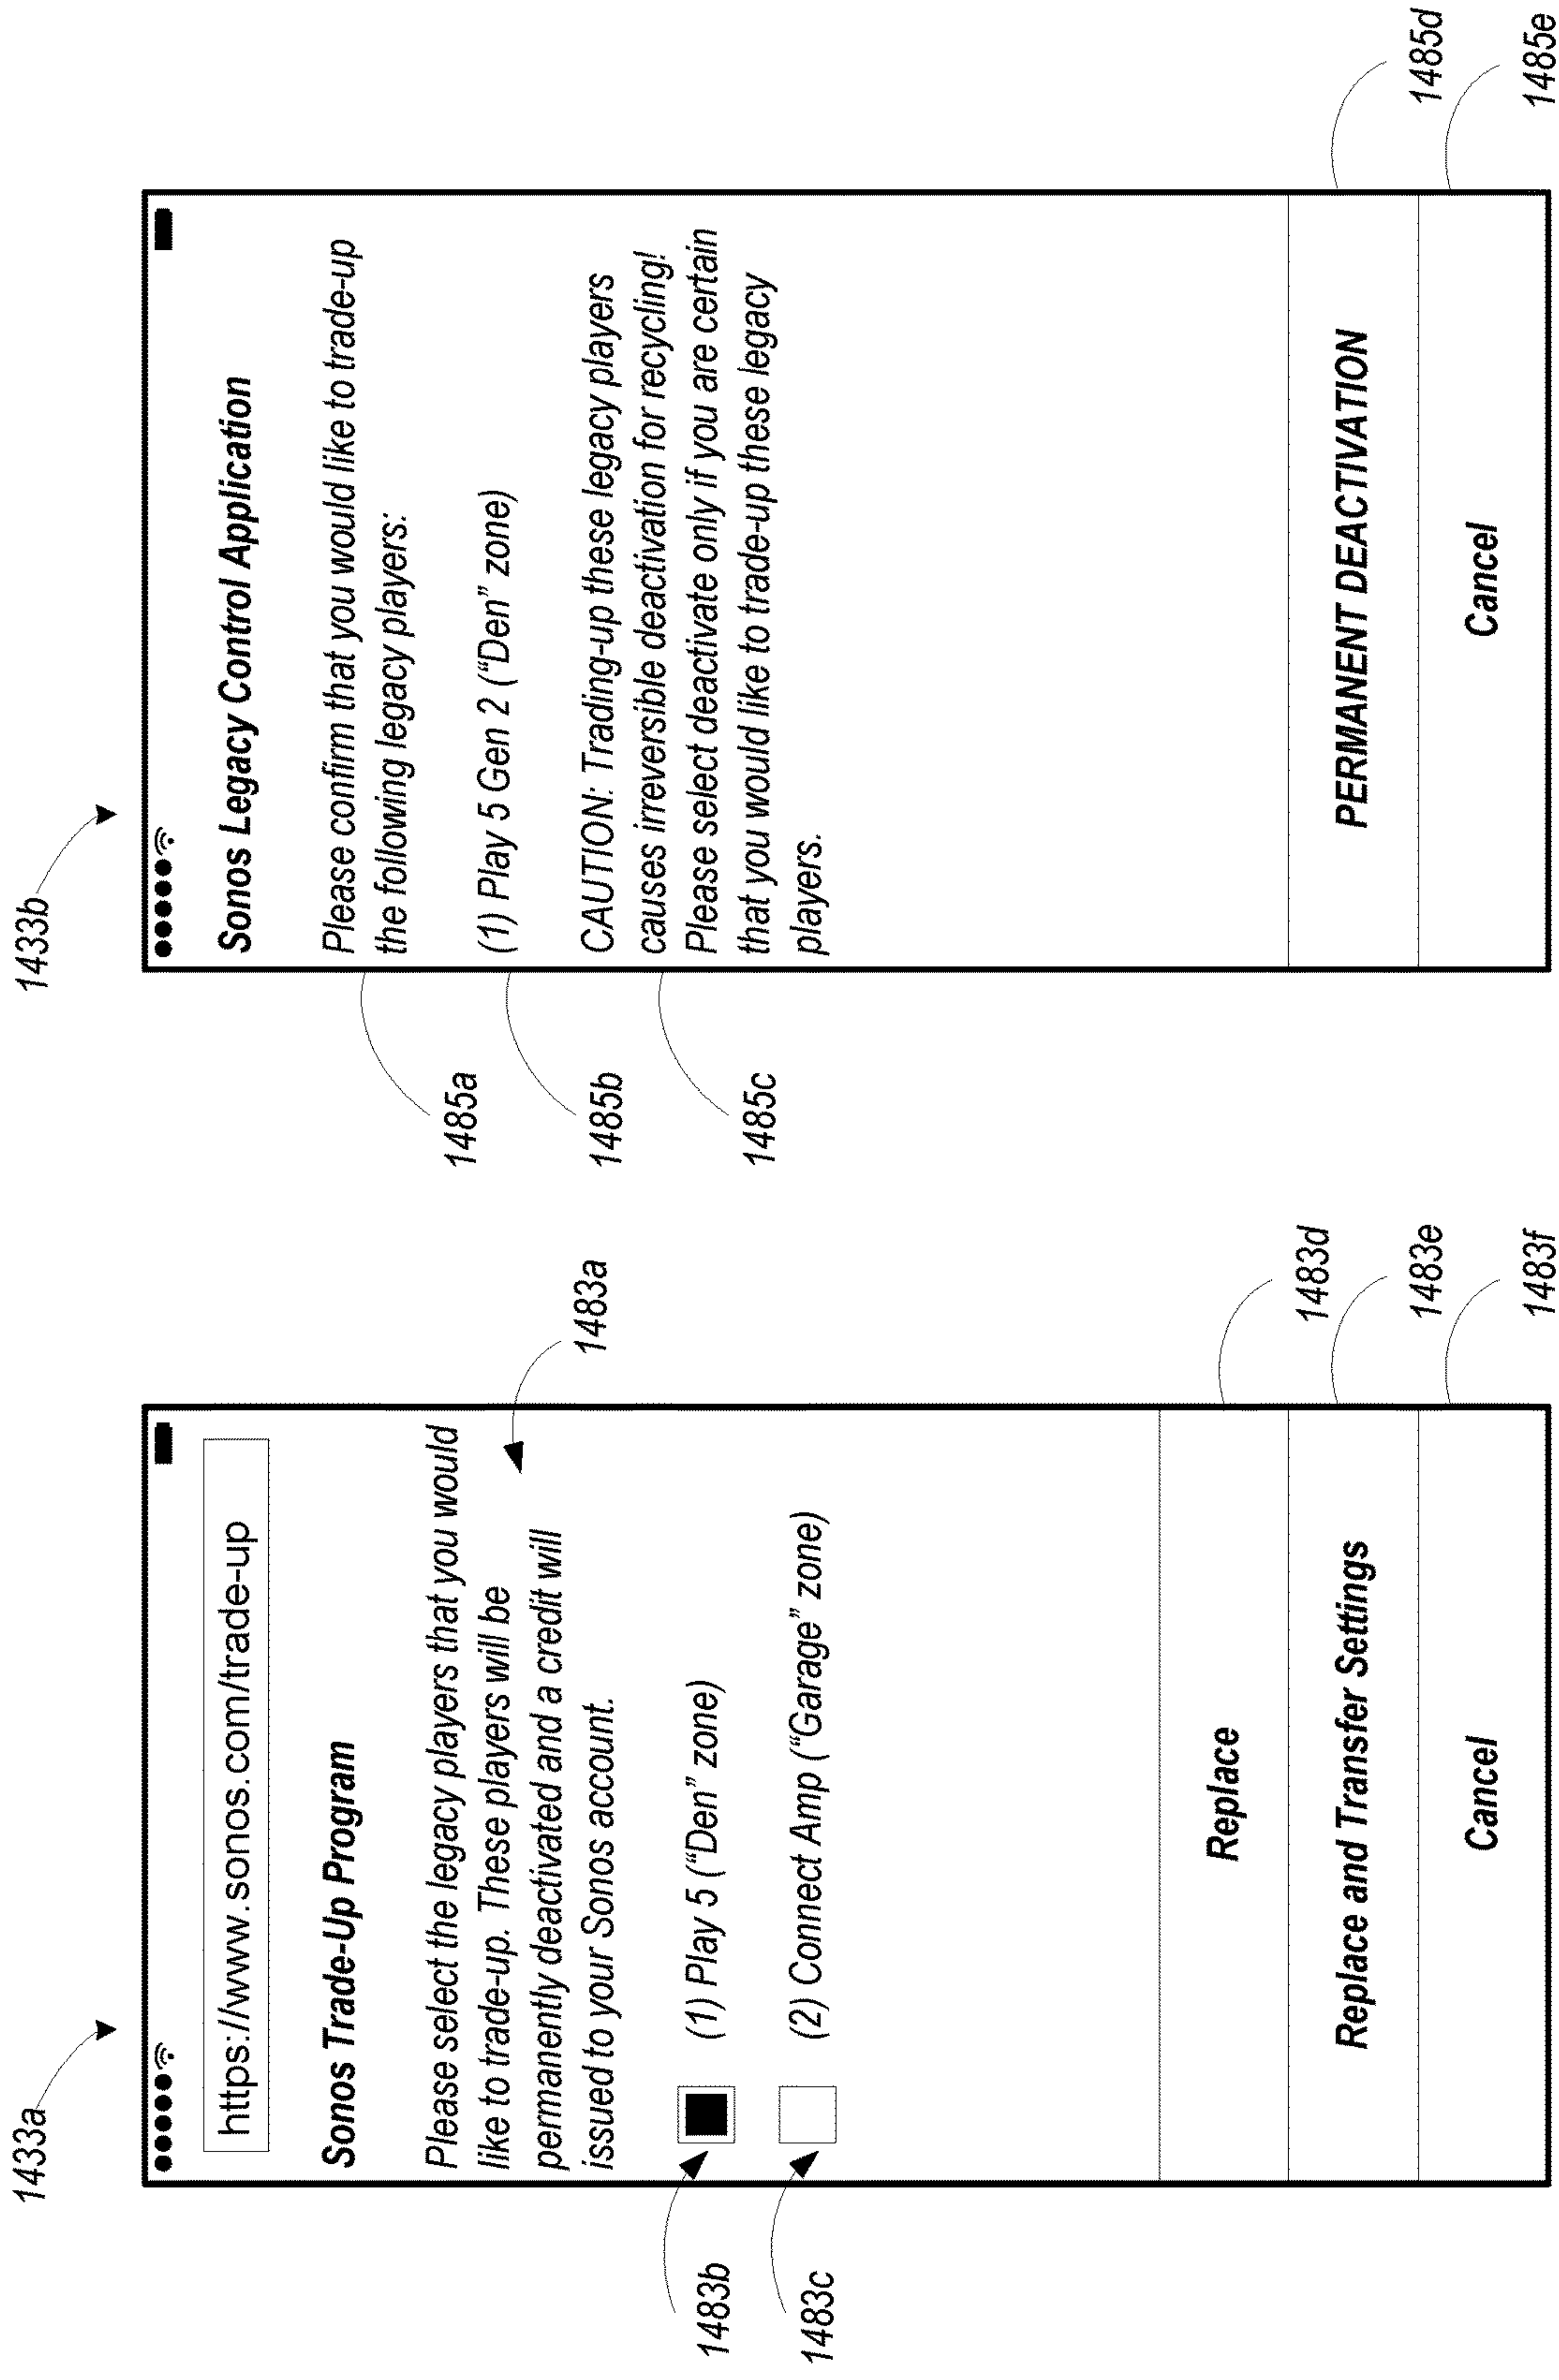 1433a
https://www.sonos.com/trade-up
Sonos Trade-Up Program
Please select the legacy players that you would
like to trade-up. These players will be
permanently deactivated and a credit will
issued to your Sonos account.
1483a
(1) Play 5 (“Den” zone)
1483b
(2) Connect Amp (“Garage” zone)
1483c
Replace
1483d
Replace and Transfer Settings
1483e
Cancel
1483f
1433b
Sonos Legacy Control Application
Please confirm that you would like to trade-up
the following legacy players:
1485a
(1) Play 5 Gen 2 (“Den” zone)
1485b
CAUTION: Trading-up these legacy players
causes irreversible deactivation for recycling!
Please select deactivate only if you are certain
that you would like to trade-up these legacy
players.
1485c
PERMANENT DEACTIVATION
1485d
Cancel
1485e